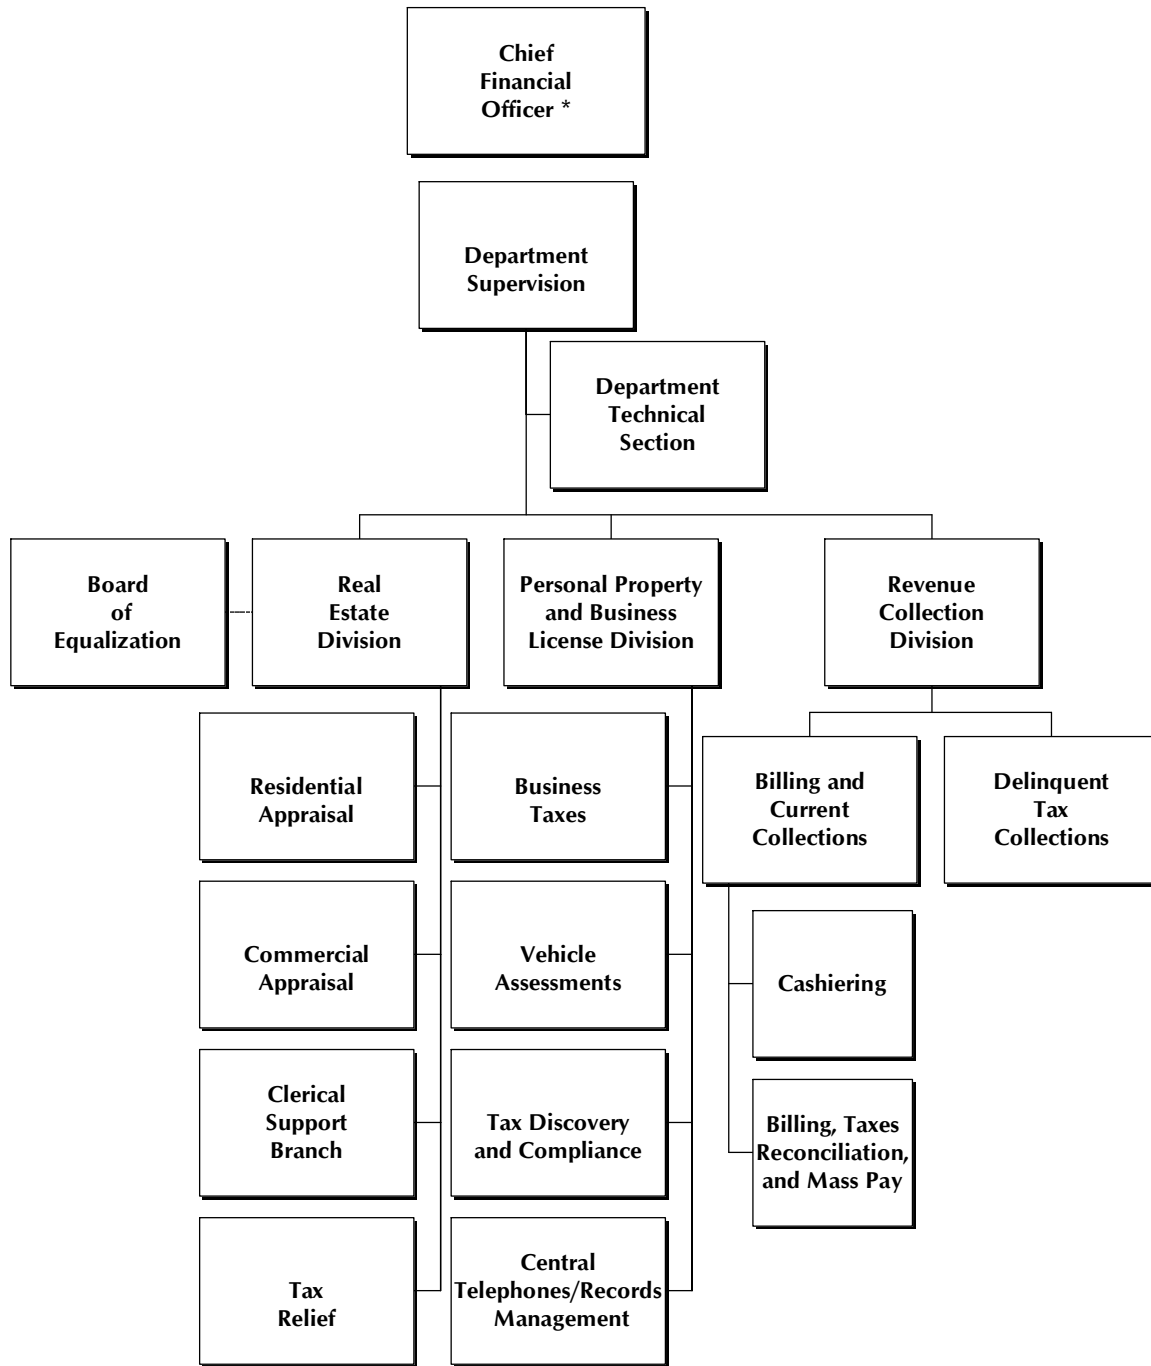 Chief
Financial
Officer *
Department
Supervision
Department
Technical
Section
Board
of
Equalization
Real
Estate
Division
Personal Property
and Business
License Division
Revenue
Collection
Division
Residential
Appraisal
Business
Taxes
Billing and
Current
Collections
Delinquent
Tax
Collections
Commercial
Appraisal
Vehicle
Assessments
Cashiering
Clerical
Support
Branch
Tax Discovery
and Compliance
Billing, Taxes
Reconciliation,
and Mass Pay
Tax
Relief
Central
Telephones/Records
Management